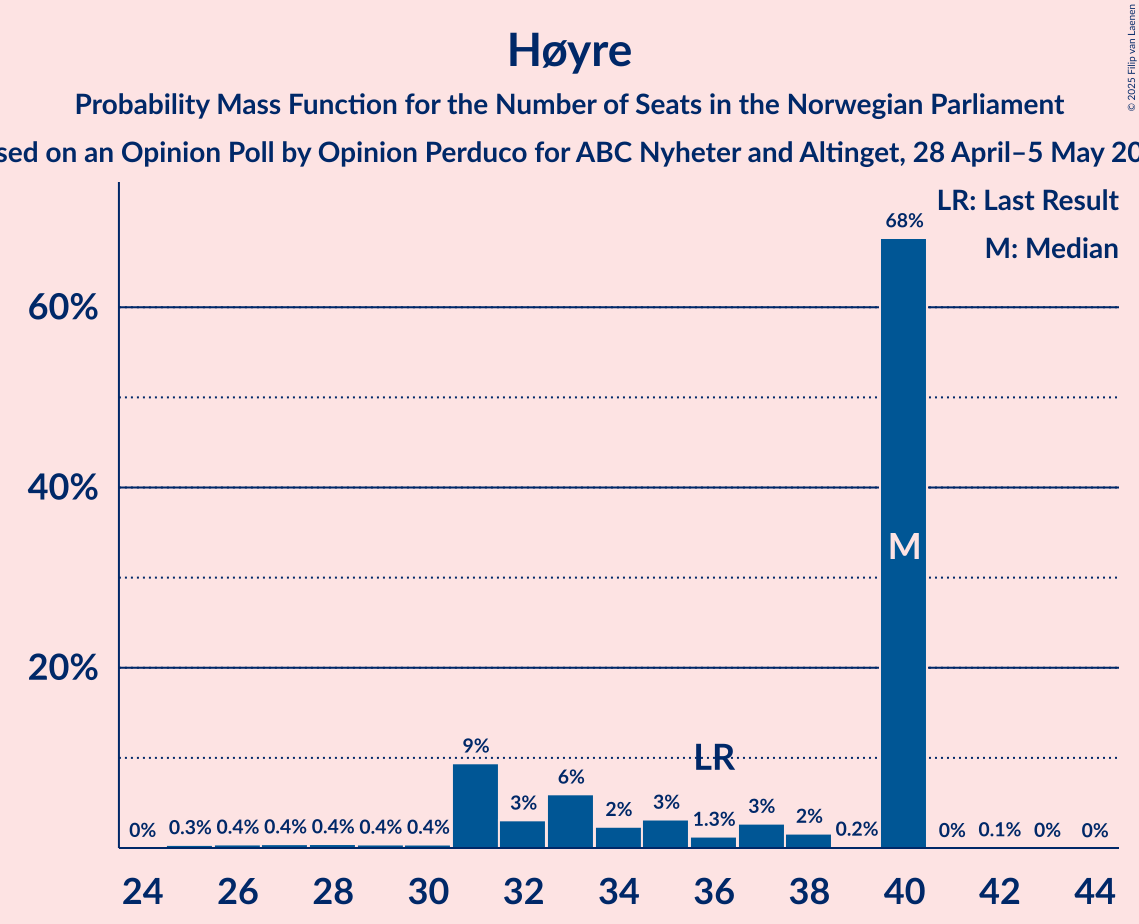 Høyre
Probability Mass Function for the Number of Seats in the Norwegian Parliament
sed on an Opinion Poll by Opinion Perduco for ABC Nyheter and Altinget, 28 April–5 May 20
© 2025 Filip van Laenen
LR: Last Result
M: Median
68%
60%
40%
20%
M
LR
9%
6%
3%
2%
3%
1.3%
3%
2%
0.2%
0%
0.3%
0.4%
0.4%
0.4%
0.4%
0.4%
0%
0.1%
0%
0%
24 26 28 30 32 34 36 38 40 42 44